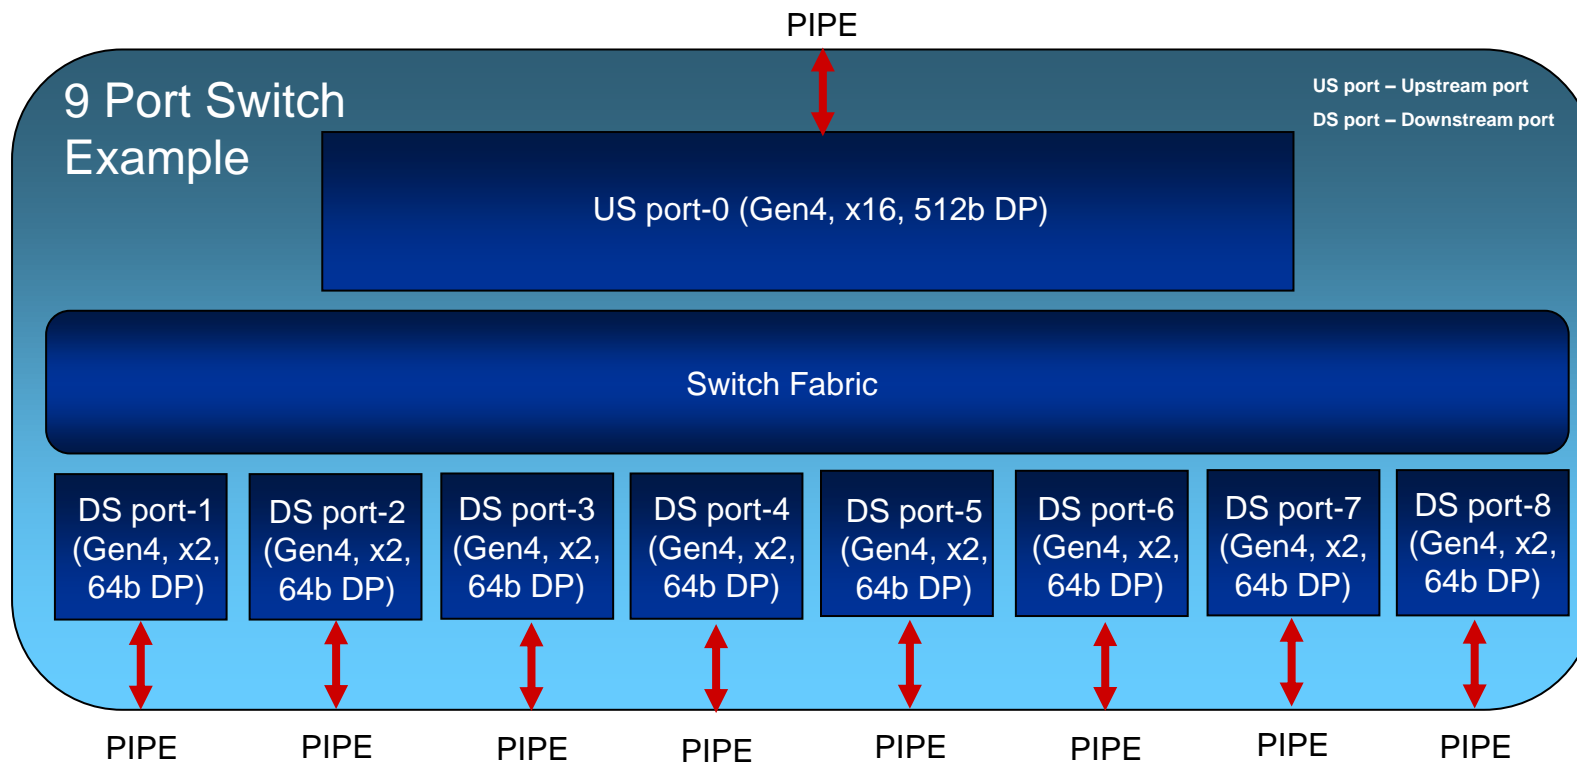 PIPE
9 Port Switch
Example
US port – Upstream port
DS port – Downstream port
US port-0 (Gen4, x16, 512b DP)
Switch Fabric
DS port-1
(Gen4, x2,
64b DP)
DS port-2
(Gen4, x2,
64b DP)
DS port-3
(Gen4, x2,
64b DP)
DS port-4
(Gen4, x2,
64b DP)
DS port-5
(Gen4, x2,
64b DP)
DS port-6
(Gen4, x2,
64b DP)
DS port-7
(Gen4, x2,
64b DP)
DS port-8
(Gen4, x2,
64b DP)
PIPE
PIPE
PIPE
PIPE
PIPE
PIPE
PIPE
PIPE